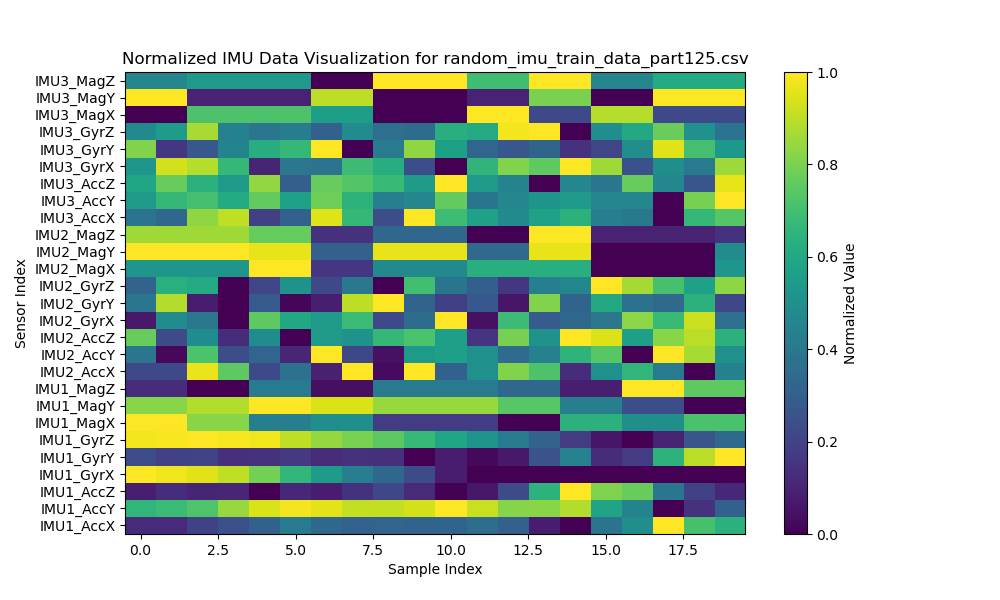 Normalized IMU Data Visualization for random_imu_train_data_part125.csv
IMU3_MagZ
IMU3_MagY
IMU3_MagX
IMU3_GyrZ
IMU3_GyrY
IMU3_GyrX
IMU3_AccZ
IMU3_AccY
IMU3_AccX
IMU2_MagZ
IMU2_MagY
IMU2_MagX
IMU2_GyrZ
IMU2_GyrY
IMU2_GyrX
IMU2_AccZ
IMU2_AccY
IMU2_AccX
IMU1_MagZ
IMU1_MagY
IMU1_MagX
IMU1_GyrZ
IMU1_GyrY
IMU1_GyrX
IMU1_AccZ
IMU1_AccY
IMU1_AccX
Sensor Index
0.0 2.5 5.0 7.5 10.0 12.5 15.0 17.5
Sample Index
1.0
0.8
0.6
0.4
0.2
0.0
Normalized Value